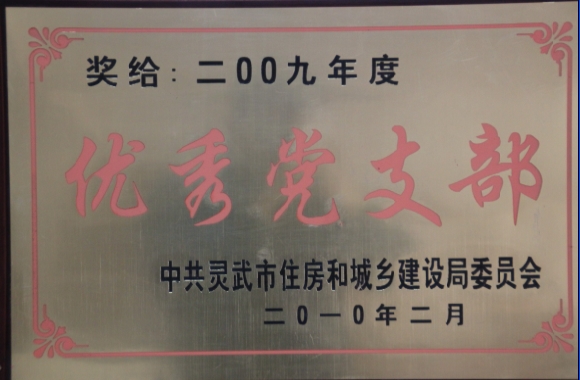 奖给:二00九年度
优秀党支部
中共灵武市住房和城乡建设局委员会
二0一0年二月